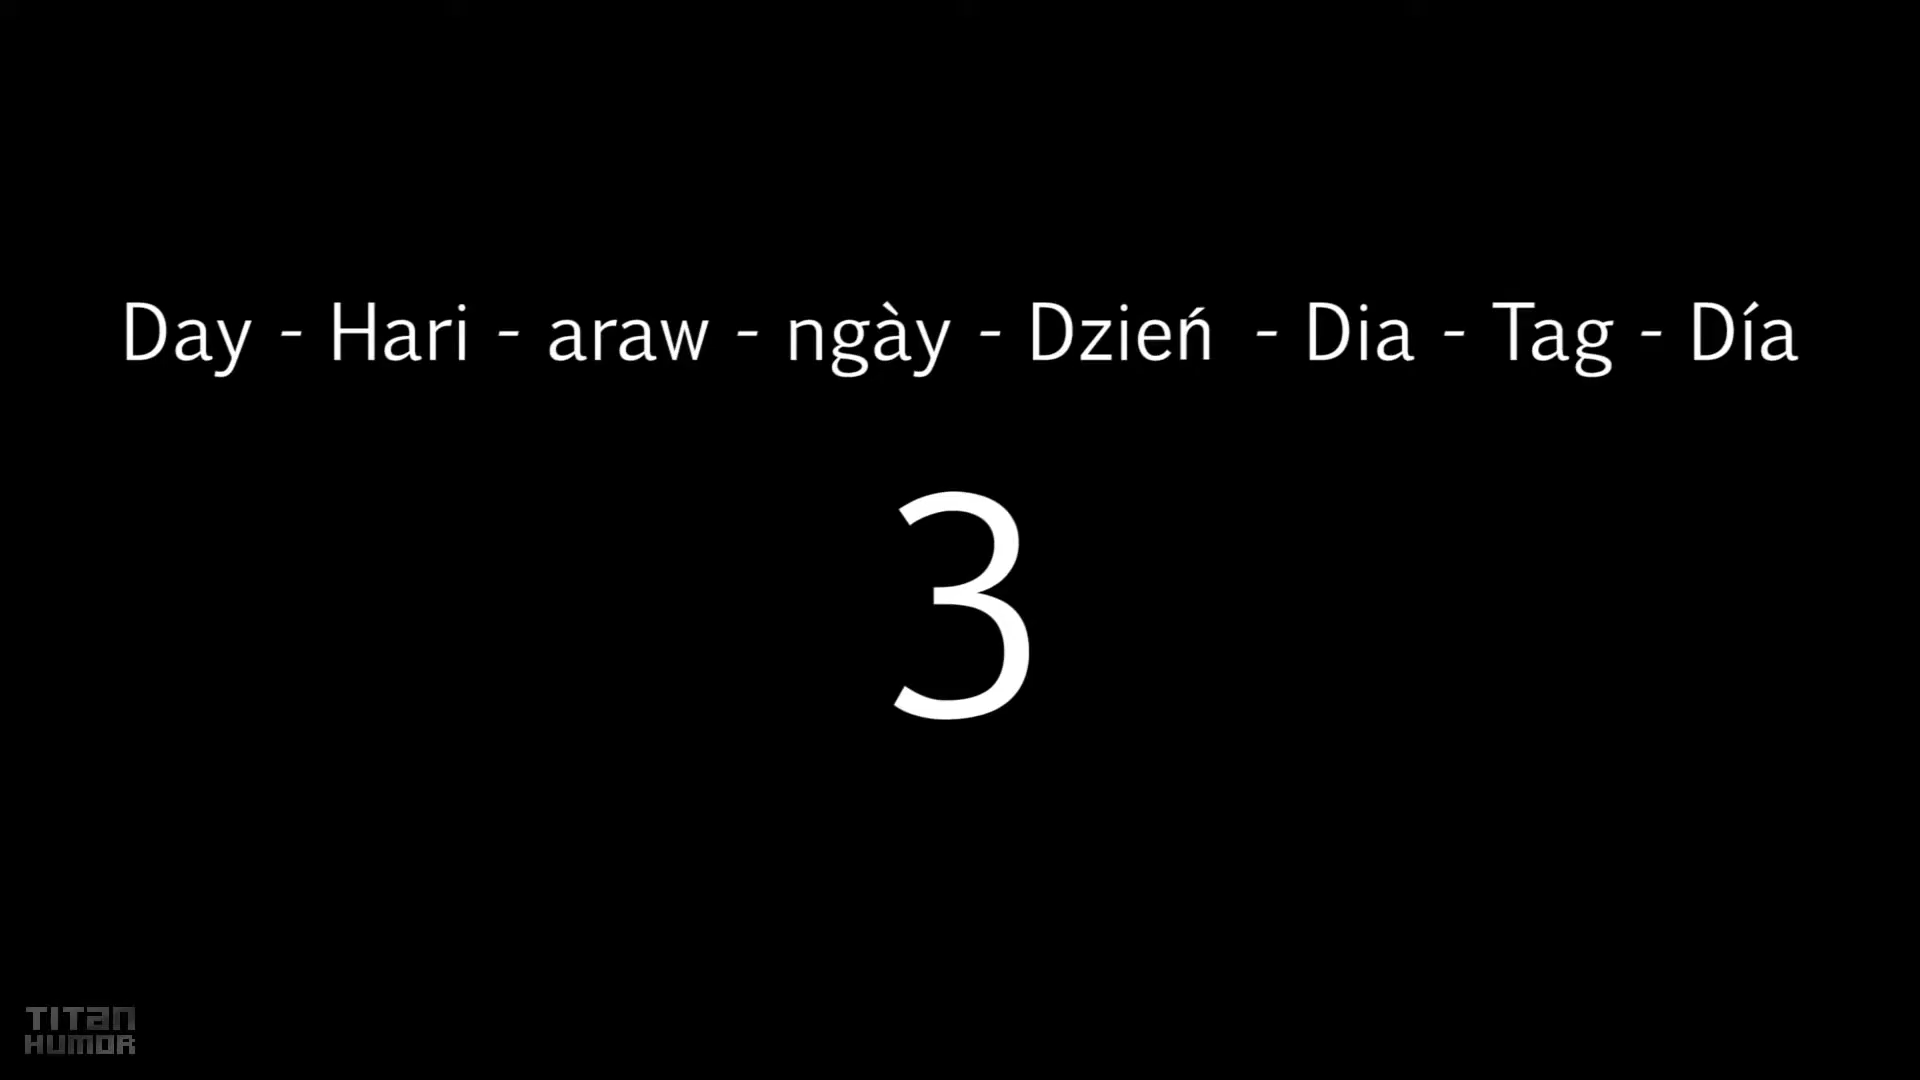 Day - Hari - araw - ngày - Dzień - Dia - Tag - Día
3
TITAN
HUMOR